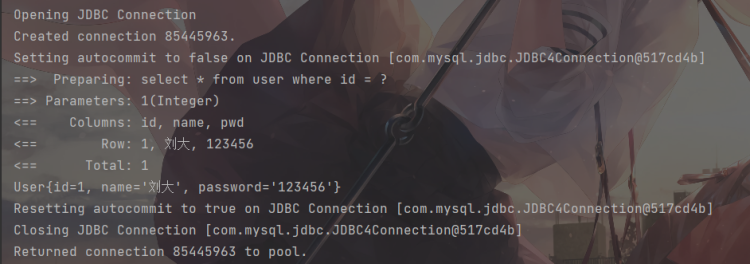 Opening JDBC Connection
Created connection 85445963.
Setting autocommit to false on JDBC Connection [com.mysql.jdbc.JDBC4Connection@517cd4b]
==>  Preparing: select * from user where id = ?
==> Parameters: 1(Integer)
<==    Columns: id, name, pwd
<==        Row: 1, 刘大, 123456
<==      Total: 1
User{id=1, name='刘大', password='123456'}
Resetting autocommit to true on JDBC Connection [com.mysql.jdbc.JDBC4Connection@517cd4b]
Closing JDBC Connection [com.mysql.jdbc.JDBC4Connection@517cd4b]
Returned connection 85445963 to pool.